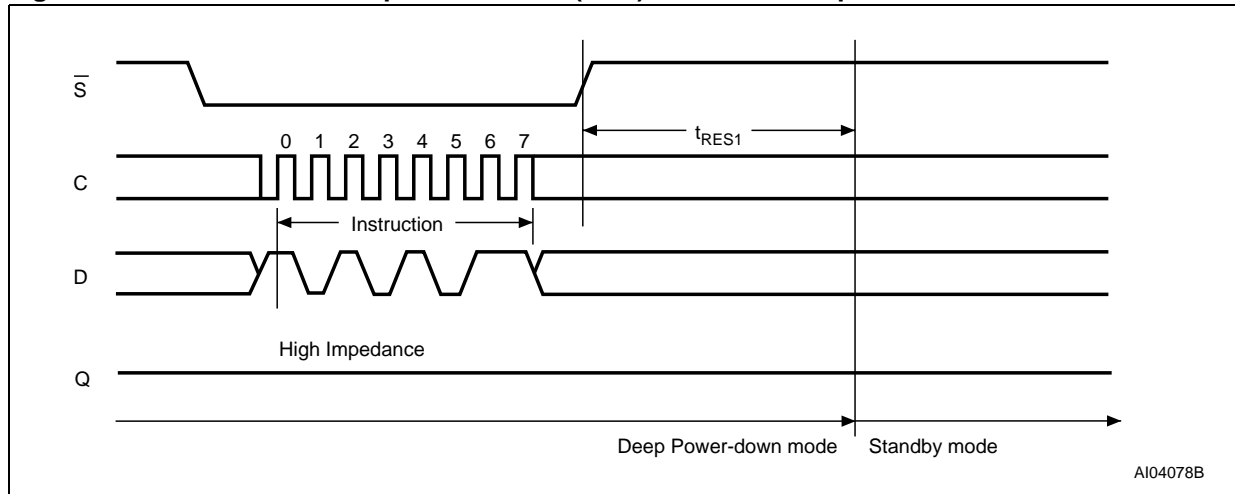 S
0 1 2 3 4 5 6 7
tRES1
C
Instruction
D
High Impedance
Q
Deep Power-down mode Standby mode
AI04078B